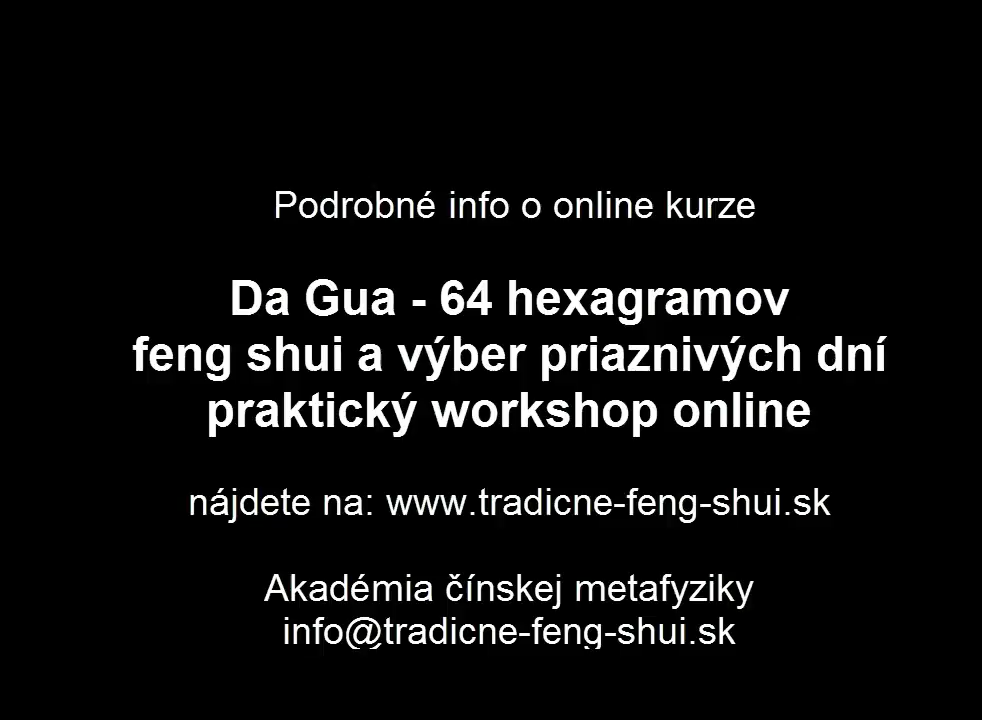 Podrobné info o online kurze
Da Gua - 64 hexagramov
feng shui a výber priaznivých dní
praktický workshop online
nájdete na: www.tradicne-feng-shui.sk
Akadémia čínskej metafyziky
info@tradicne-feng-shui.sk